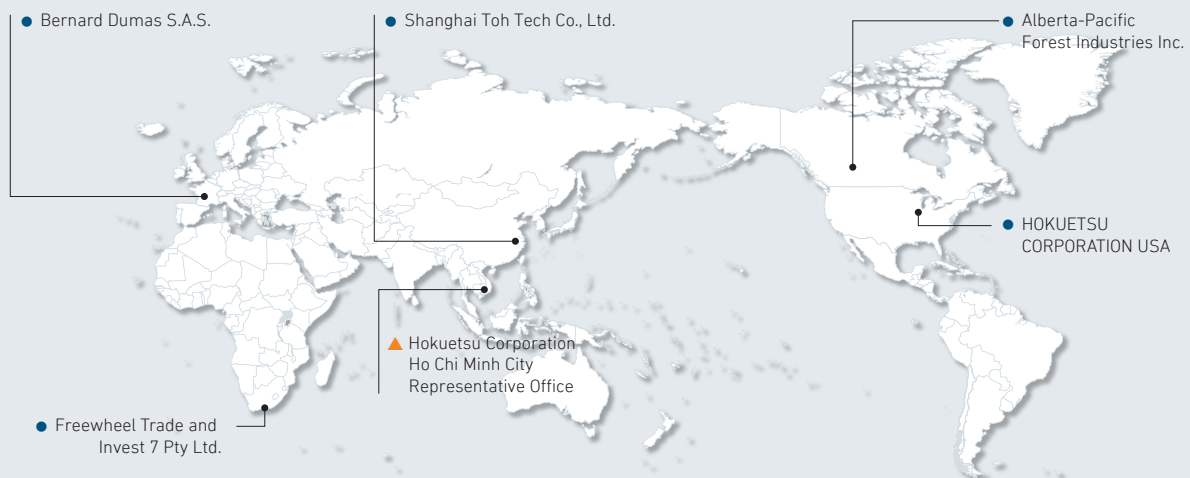 ● Bernard Dumas S.A.S.
● Shanghai Toh Tech Co., Ltd.
● Alberta-Pacific
Forest Industries Inc.
● HOKUETSU
CORPORATION USA
▲ Hokuetsu Corporation
Ho Chi Minh City
Representative Office
● Freewheel Trade and
Invest 7 Pty Ltd.